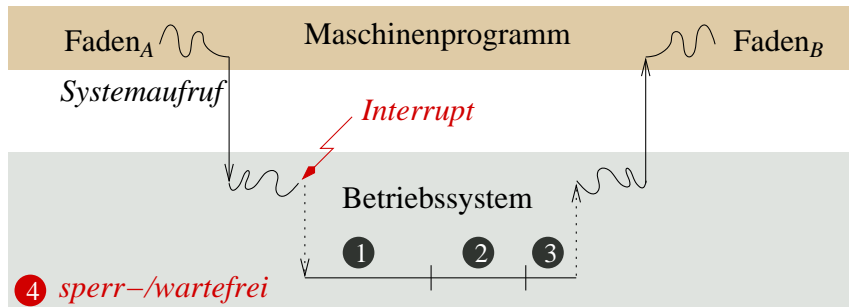 Faden_A Maschinenprogramm Faden_B
Systemaufruf
Interrupt
Betriebssystem
1 2 3
4 sperr–/wartefrei